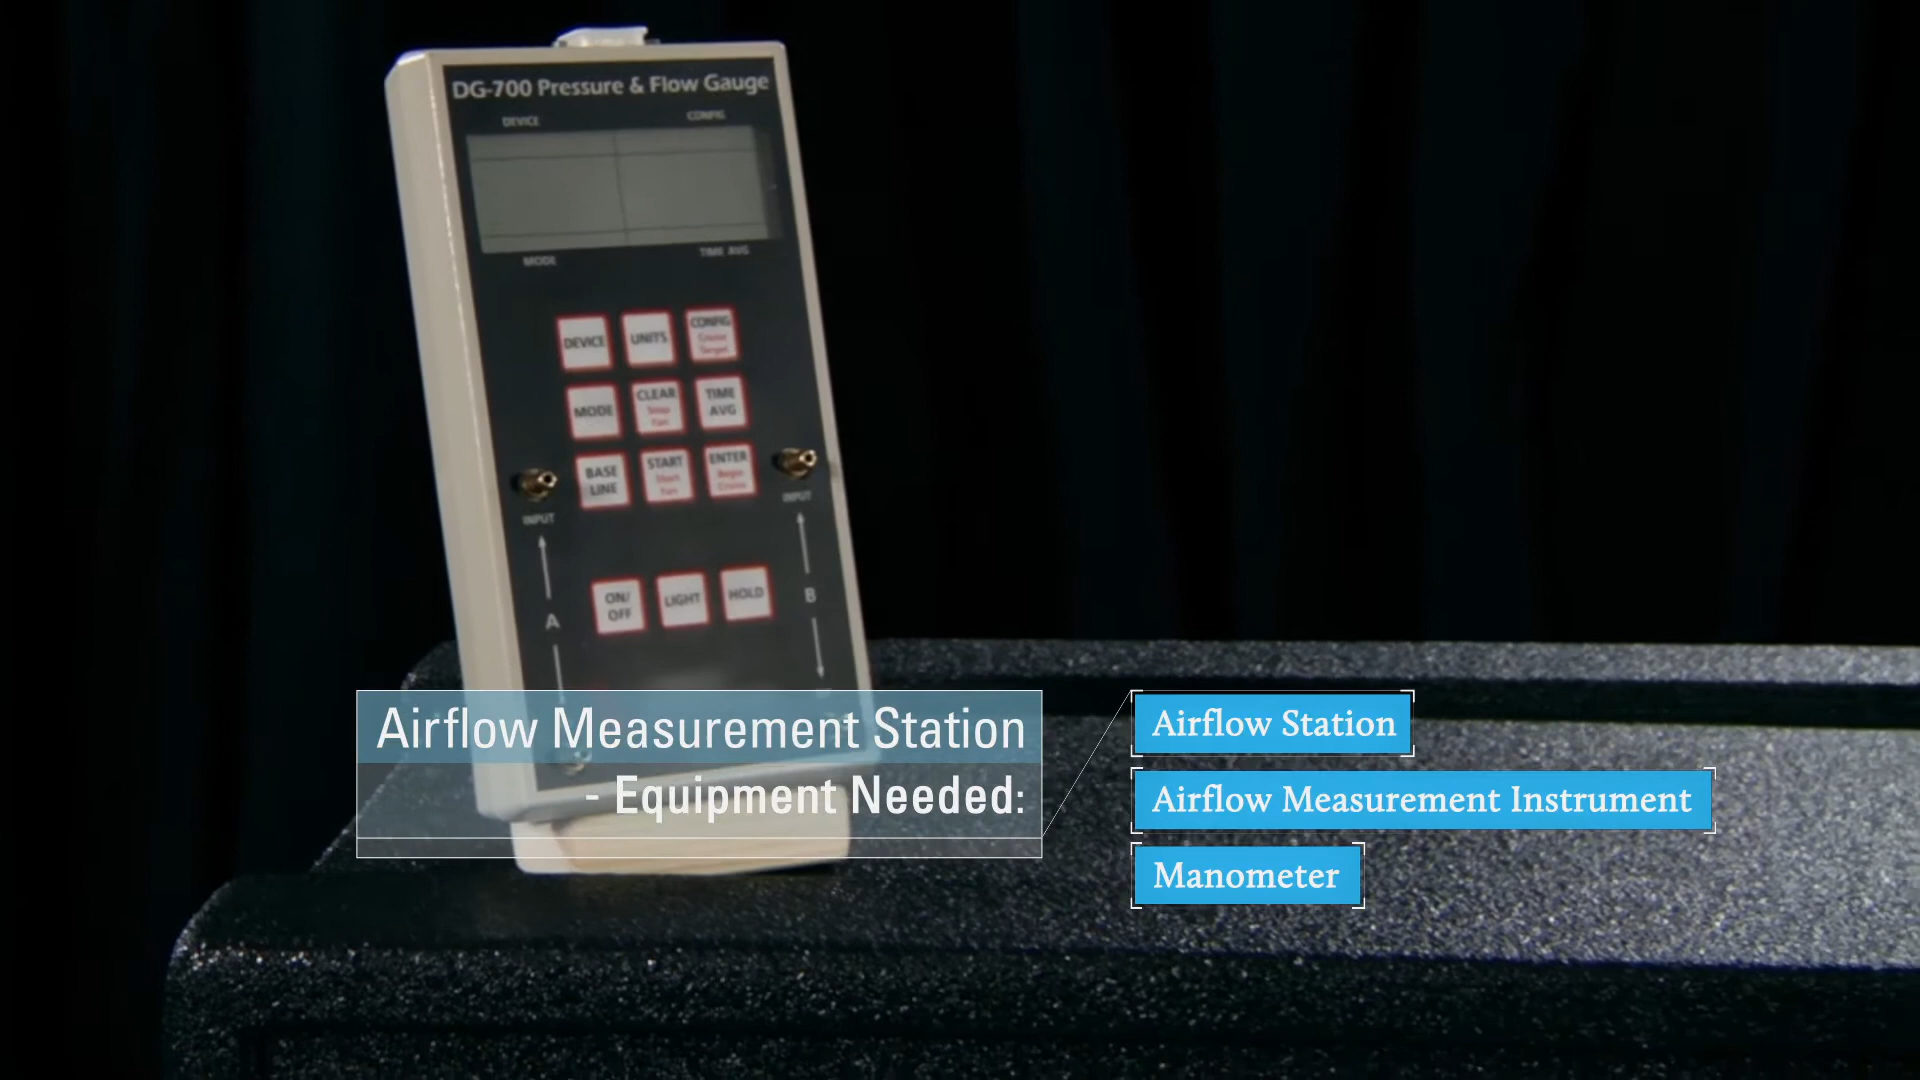 DG-700 Pressure & Flow Gauge
DEVICE
CONFIG
MODE
TIME AVG
DEVICE
UNITS
CONFIG
Cruise
Target
MODE
CLEAR
Stop
Fan
TIME
AVG
BASE
LINE
START
Start
Fan
ENTER
Begin
Cruise
INPUT
INPUT
ON/
OFF
LIGHT
HOLD
A
B
Airflow Measurement Station
- Equipment Needed:
Airflow Station
Airflow Measurement Instrument
Manometer